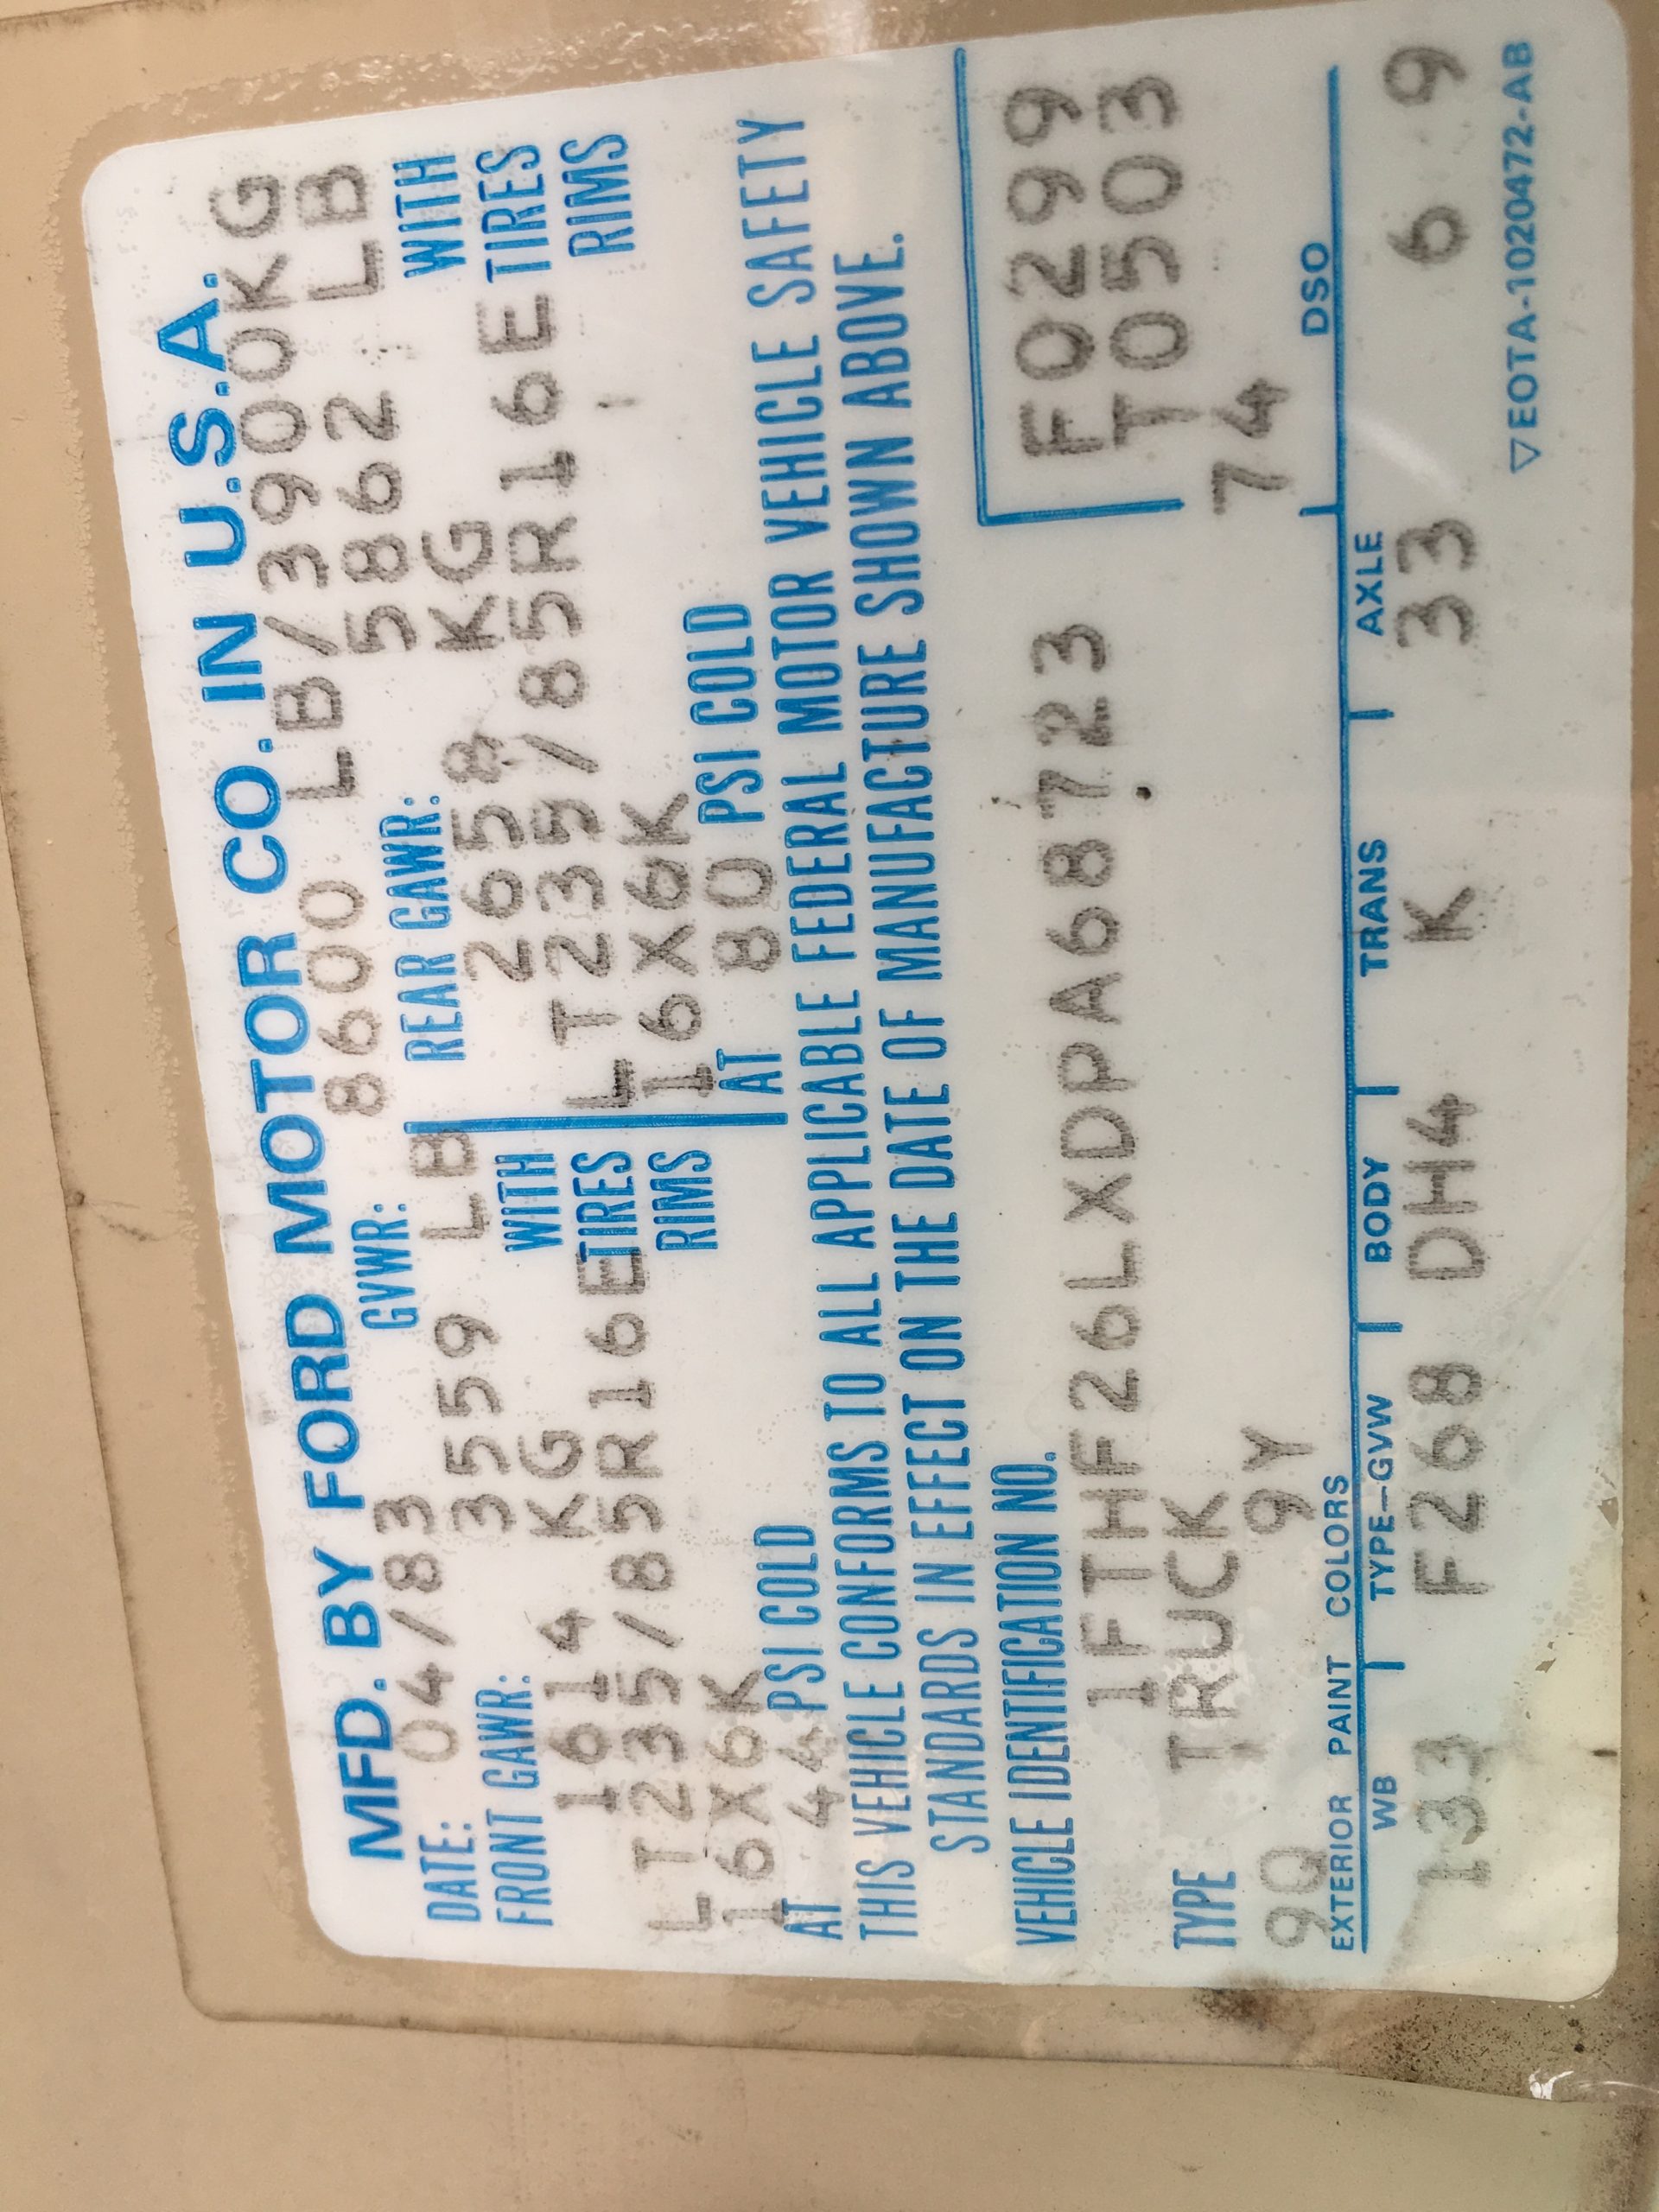 MFD. BY FORD MOTOR CO. IN U.S.A.
DATE: 04/83 GVWR: 8600 LB/3900KG
FRONT GAWR: 3559 LB REAR GAWR: 5862 LB
1614 KG WITH 2658 KG WITH
LT235/85R16E TIRES LT235/85R16E TIRES
16X6K RIMS 16X6K RIMS
AT 44 PSI COLD AT 80 PSI COLD
THIS VEHICLE CONFORMS TO ALL APPLICABLE FEDERAL MOTOR VEHICLE SAFETY
STANDARDS IN EFFECT ON THE DATE OF MANUFACTURE SHOWN ABOVE.
VEHICLE IDENTIFICATION NO.
1FTHF26LXDPA68723 F0299
TYPE TRUCK T0503
9Q 9Y 74
EXTERIOR PAINT COLORS DSO
WB TYPE-GVW BODY TRANS AXLE
133 F268 DH4 K 33 6 9
▽EOTA-1020472-AB